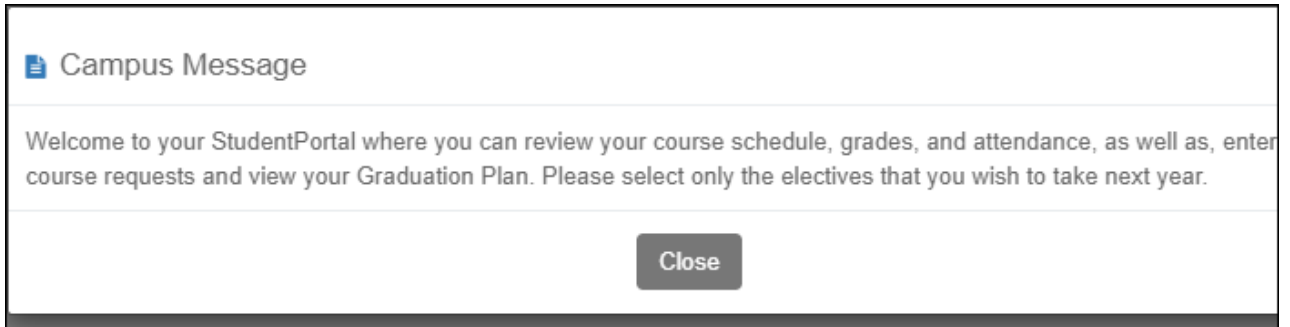 Campus Message
Welcome to your StudentPortal where you can review your course schedule, grades, and attendance, as well as, enter
course requests and view your Graduation Plan. Please select only the electives that you wish to take next year.
Close